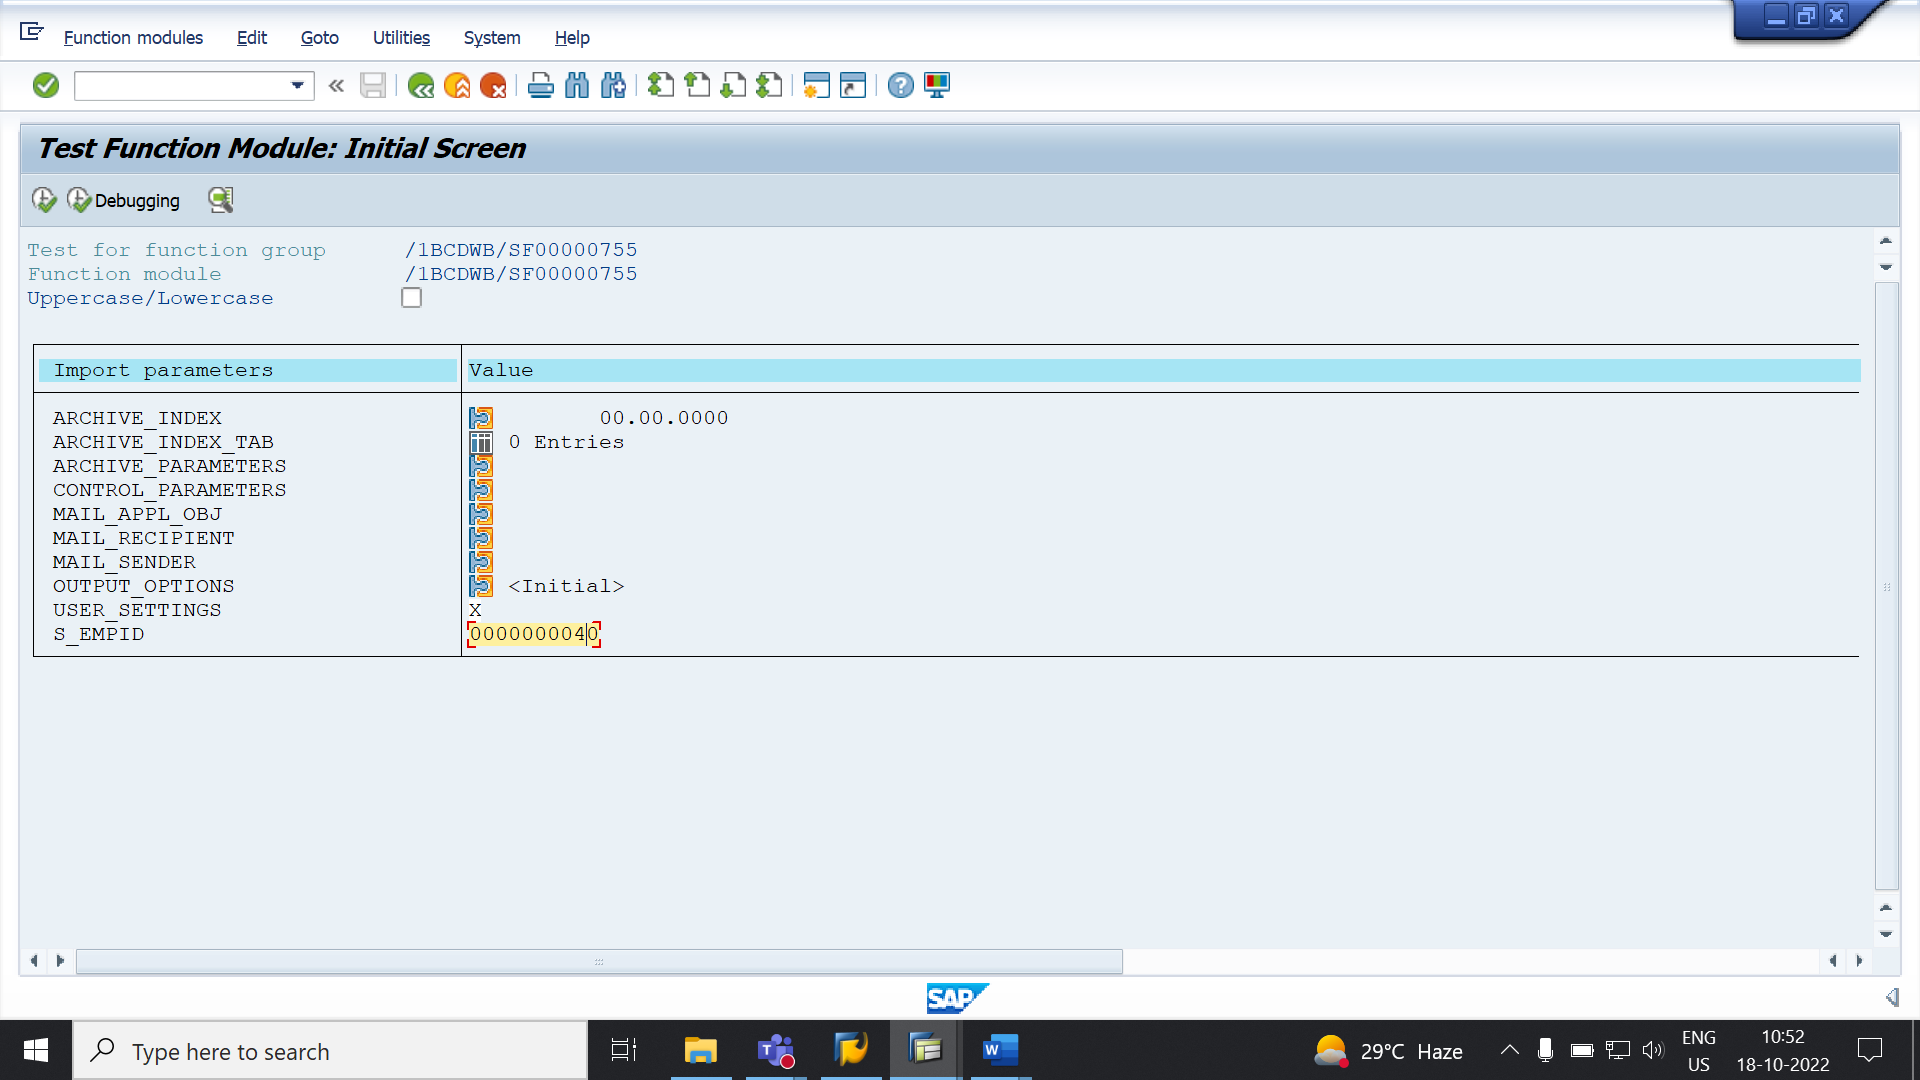 Function modules Edit Goto Utilities System Help
Test Function Module: Initial Screen
Debugging
Test for function group /1BCDWB/SF00000755
Function module /1BCDWB/SF00000755
Uppercase/Lowercase
Import parameters Value
ARCHIVE_INDEX 00.00.0000
ARCHIVE_INDEX_TAB 0 Entries
ARCHIVE_PARAMETERS
CONTROL_PARAMETERS
MAIL_APPL_OBJ
MAIL_RECIPIENT
MAIL_SENDER
OUTPUT_OPTIONS <Initial>
USER_SETTINGS X
S_EMPID 0000000040
SAP
Type here to search
29°C Haze
ENG
US
10:52
18-10-2022